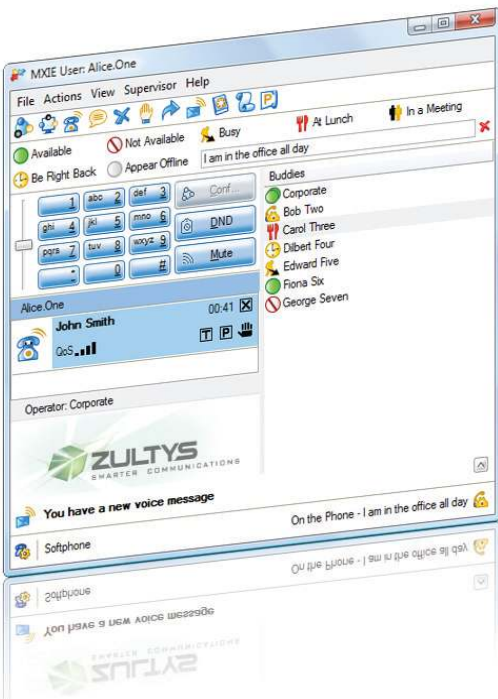 MXIE User: Alice.One
File Actions View Supervisor Help
Available Not Available Busy At Lunch In a Meeting
Be Right Back Appear Offline I am in the office all day
1 abc 2 def 3 Conf...
ghi 4 jkl 5 mno 6 DND
pqrs 7 tuv 8 wxyz 9 Mute
* 0 #
Buddies
Corporate
Bob Two
Carol Three
Dilbert Four
Edward Five
Fiona Six
George Seven
Alice.One
John Smith 00:41
QoS T P
Operator: Corporate
ZULTYS
SMARTER COMMUNICATIONS
You have a new voice message
Softphone On the Phone - I am in the office all day